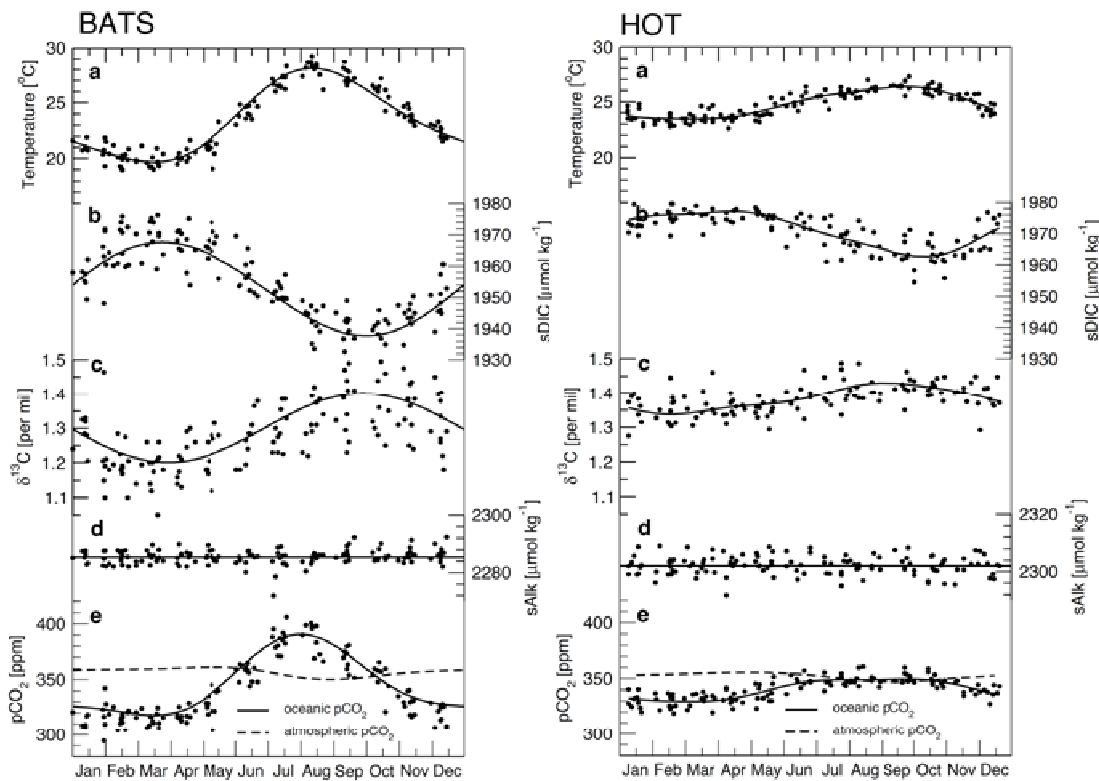 BATS
a
Temperature [°C]
30
25
20
b
sDIC [µmol kg⁻¹]
1980
1970
1960
1950
1940
1930
c
δ¹³C [per mil]
1.5
1.4
1.3
1.2
1.1
d
sAlk [µmol kg⁻¹]
2300
2280
e
pCO₂ [ppm]
400
350
300
oceanic pCO₂
atmospheric pCO₂
Jan Feb Mar Apr May Jun Jul Aug Sep Oct Nov Dec
HOT
a
Temperature [°C]
30
25
20
b
sDIC [µmol kg⁻¹]
1980
1970
1960
1950
1940
1930
c
δ¹³C [per mil]
1.5
1.4
1.3
1.2
1.1
d
sAlk [µmol kg⁻¹]
2320
2300
e
pCO₂ [ppm]
400
350
300
oceanic pCO₂
atmospheric pCO₂
Jan Feb Mar Apr May Jun Jul Aug Sep Oct Nov Dec